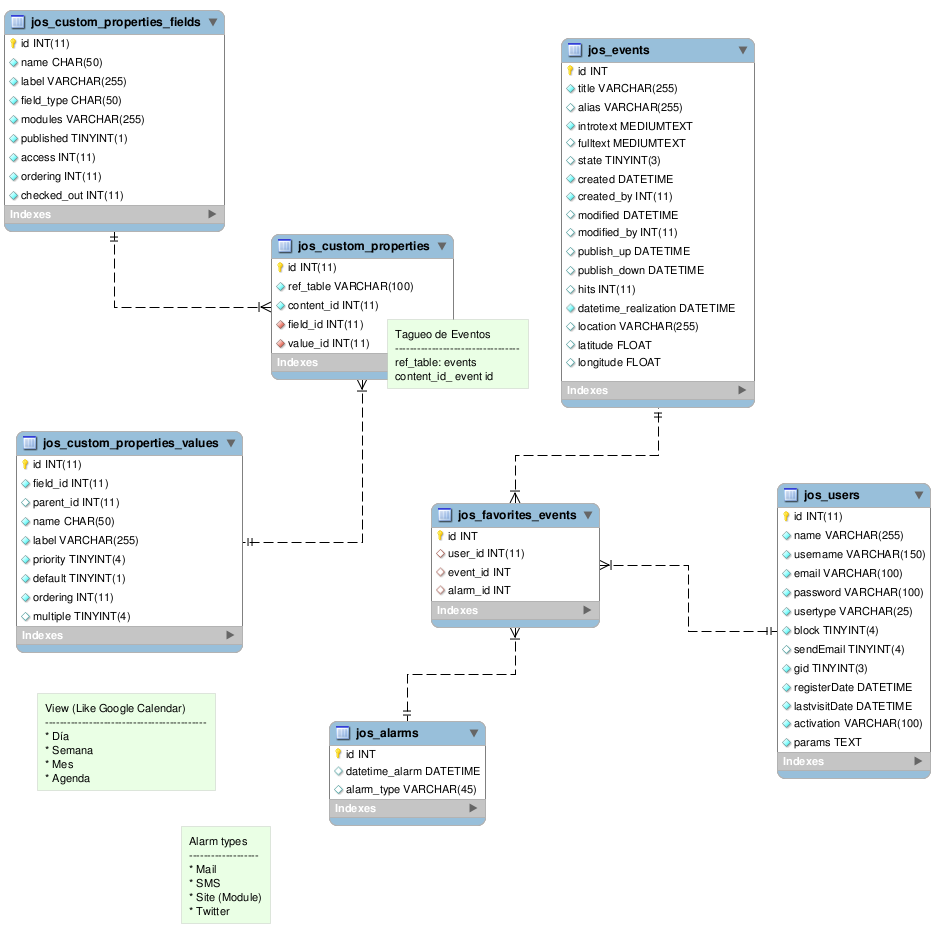 jos_custom_properties_fields
id INT(11)
name CHAR(50)
label VARCHAR(255)
field_type CHAR(50)
modules VARCHAR(255)
published TINYINT(1)
access INT(11)
ordering INT(11)
checked_out INT(11)
Indexes
jos_events
id INT
title VARCHAR(255)
alias VARCHAR(255)
introtext MEDIUMTEXT
fulltext MEDIUMTEXT
state TINYINT(3)
created DATETIME
created_by INT(11)
modified DATETIME
modified_by INT(11)
publish_up DATETIME
publish_down DATETIME
hits INT(11)
datetime_realization DATETIME
location VARCHAR(255)
latitude FLOAT
longitude FLOAT
Indexes
jos_custom_properties
id INT(11)
ref_table VARCHAR(100)
content_id INT(11)
field_id INT(11)
value_id INT(11)
Indexes
Tagueo de Eventos
----------------------------------
ref_table: events
content_id_ event id
jos_custom_properties_values
id INT(11)
field_id INT(11)
parent_id INT(11)
name CHAR(50)
label VARCHAR(255)
priority TINYINT(4)
default TINYINT(1)
ordering INT(11)
multiple TINYINT(4)
Indexes
jos_favorites_events
id INT
user_id INT(11)
event_id INT
alarm_id INT
Indexes
jos_users
id INT(11)
name VARCHAR(255)
username VARCHAR(150)
email VARCHAR(100)
password VARCHAR(100)
usertype VARCHAR(25)
block TINYINT(4)
sendEmail TINYINT(4)
gid TINYINT(3)
registerDate DATETIME
lastvisitDate DATETIME
activation VARCHAR(100)
params TEXT
Indexes
View (Like Google Calendar)
--------------------------------------------
* Día
* Semana
* Mes
* Agenda
jos_alarms
id INT
datetime_alarm DATETIME
alarm_type VARCHAR(45)
Indexes
Alarm types
-------------------
* Mail
* SMS
* Site (Module)
* Twitter